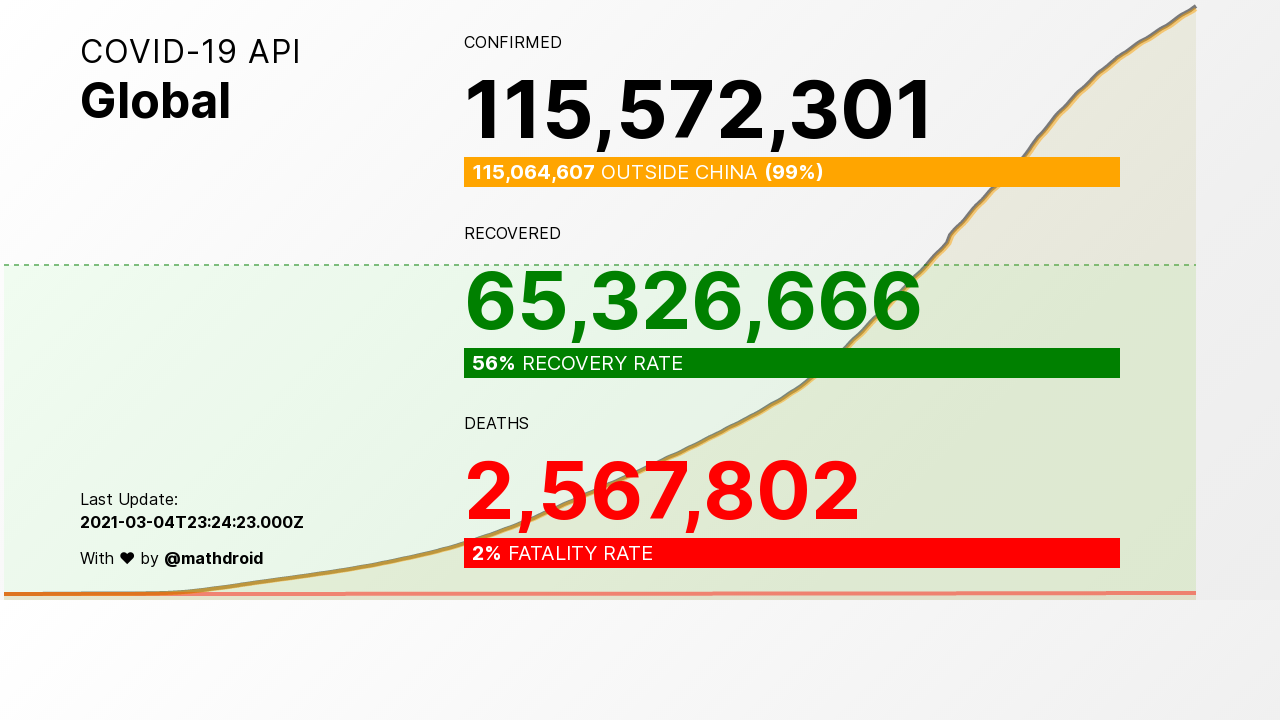 COVID-19 API
Global
CONFIRMED
115,572,301
115,064,607 OUTSIDE CHINA (99%)
RECOVERED
65,326,666
56% RECOVERY RATE
DEATHS
2,567,802
2% FATALITY RATE
Last Update:
2021-03-04T23:24:23.000Z
With ♥ by @mathdroid